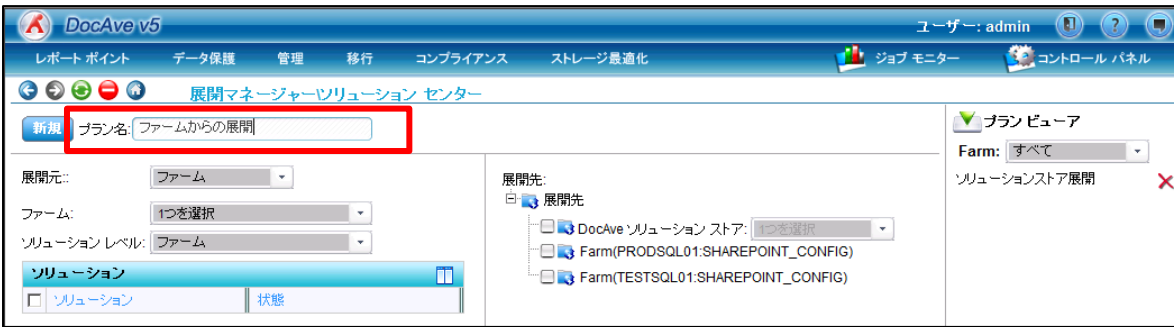 DocAve v5 ユーザー: admin
レポート ポイント データ保護 管理 移行 コンプライアンス ストレージ最適化 ジョブ モニター コントロール パネル
展開マネージャー\ソリューション センター
新規 プラン名: ファームからの展開
プラン ビューア
Farm: すべて
ソリューションストア展開
展開元:: ファーム
ファーム: 1つを選択
ソリューション レベル: ファーム
ソリューション
ソリューション 状態
展開先:
展開先
DocAve ソリューション ストア: 1つを選択
Farm(PRODSQL01:SHAREPOINT_CONFIG)
Farm(TESTSQL01:SHAREPOINT_CONFIG)